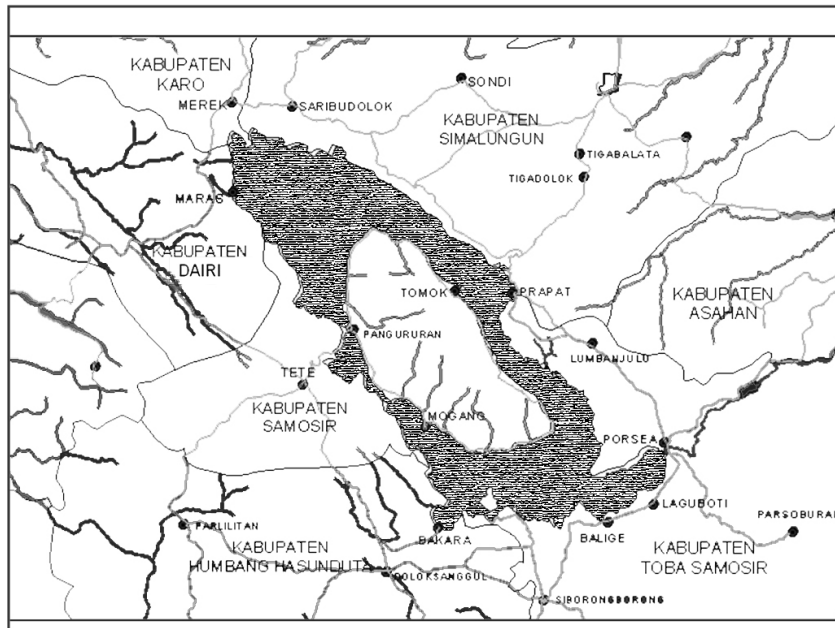 KABUPATEN
KARO
MEREK
SARIBUDOLOK
SONDI
KABUPATEN
SIMALUNGUN
TIGABALATA
TIGADOLOK
MARAS
KABUPATEN
DAIRI
TOMOK
PRAPAT
KABUPATEN
ASAHAN
PANGURURAN
LUMBANJULU
TETE
KABUPATEN
SAMOSIR
MOGANG
PORSEA
LAGUBOTI
PARSOBURAN
PARLILITAN
BAKARA
BALIGE
KABUPATEN
HUMBANG HASUNDUTA
KABUPATEN
TOBA SAMOSIR
DOLOKSANGGUL
SIBORONGBORONG